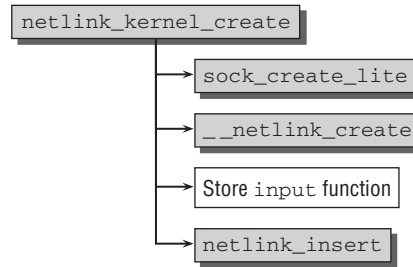 netlink_kernel_create
sock_create_lite
__netlink_create
Store input function
netlink_insert